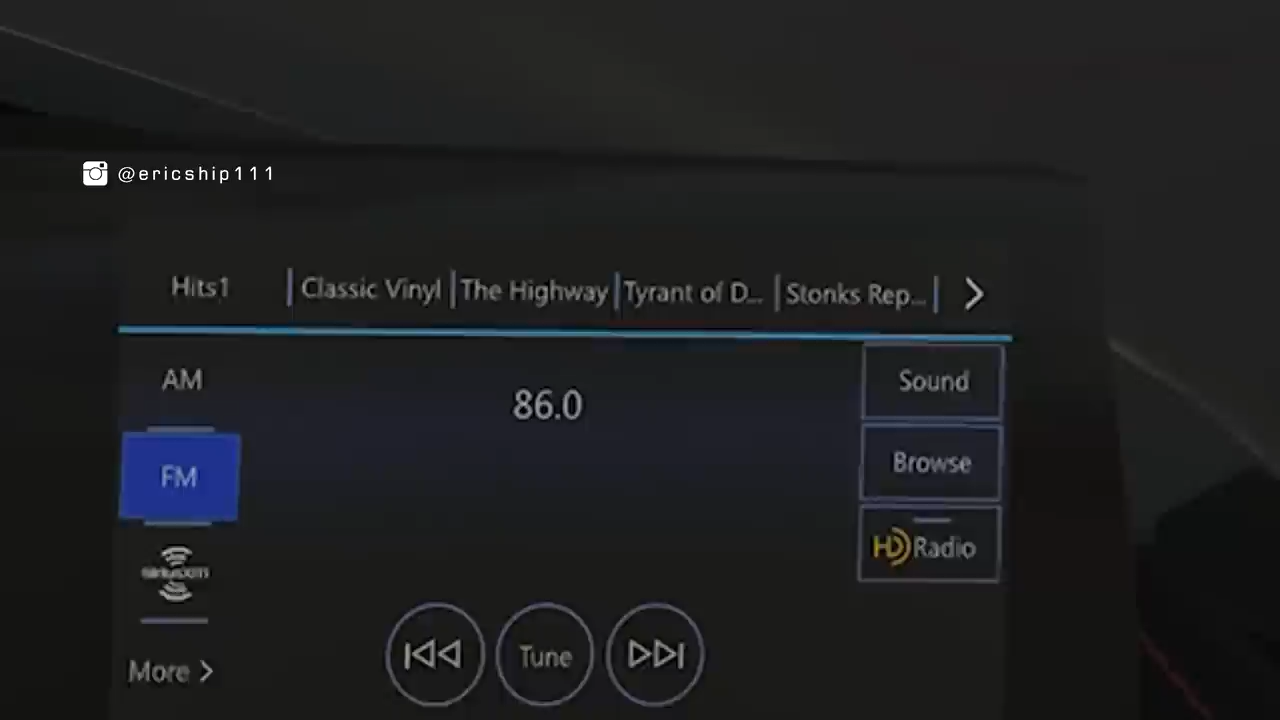 @ericship111
Hits1 Classic Vinyl The Highway Tyrant of D... Stonks Rep...
AM
86.0
Sound
FM
Browse
HD Radio
SiriusXM
Tune
More